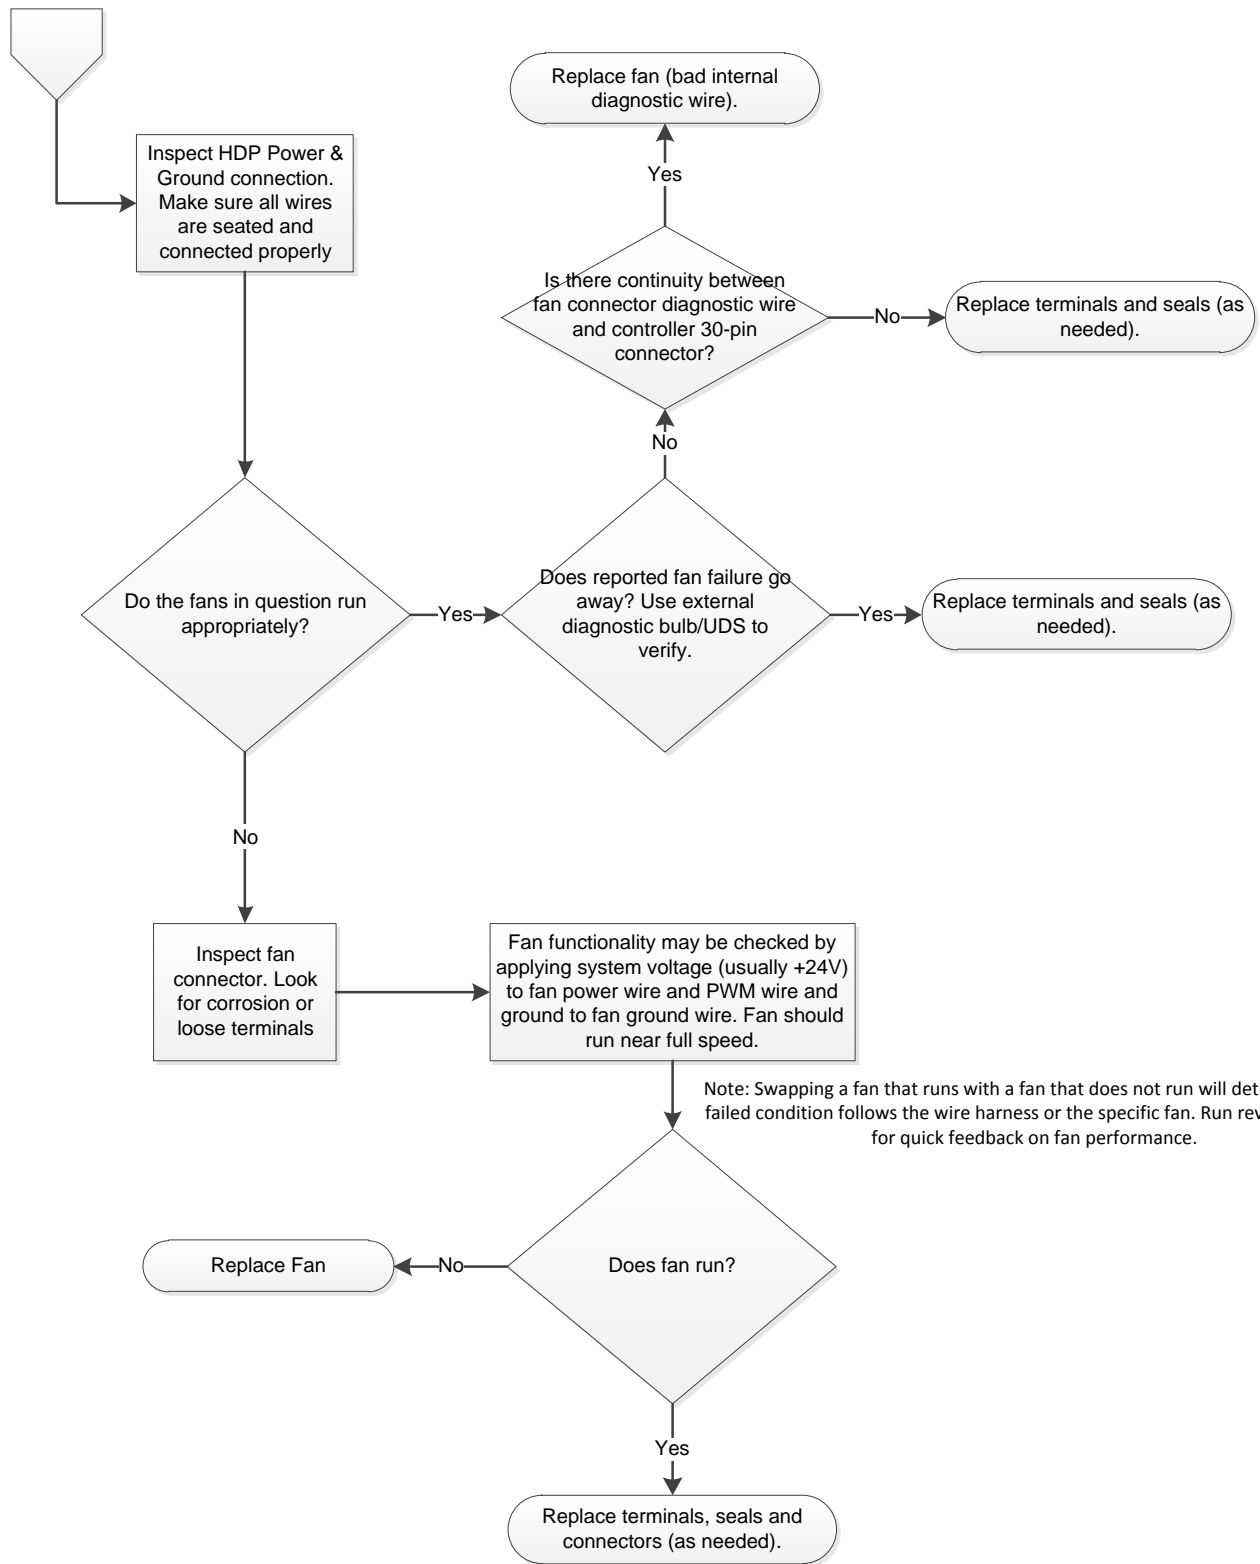 Replace fan (bad internal
diagnostic wire).
Inspect HDP Power &
Ground connection.
Make sure all wires
are seated and
connected properly
Yes
Is there continuity between
fan connector diagnostic wire
and controller 30-pin
connector?
No
Replace terminals and seals (as
needed).
No
Do the fans in question run
appropriately?
Yes
Does reported fan failure go
away? Use external
diagnostic bulb/UDS to
verify.
Yes
Replace terminals and seals (as
needed).
No
Inspect fan
connector. Look
for corrosion or
loose terminals
Fan functionality may be checked by
applying system voltage (usually +24V)
to fan power wire and PWM wire and
ground to fan ground wire. Fan should
run near full speed.
Note: Swapping a fan that runs with a fan that does not run will
failed condition follows the wire harness or the specific fan. Run
for quick feedback on fan performance.
Does fan run?
No
Replace Fan
Yes
Replace terminals, seals and
connectors (as needed).